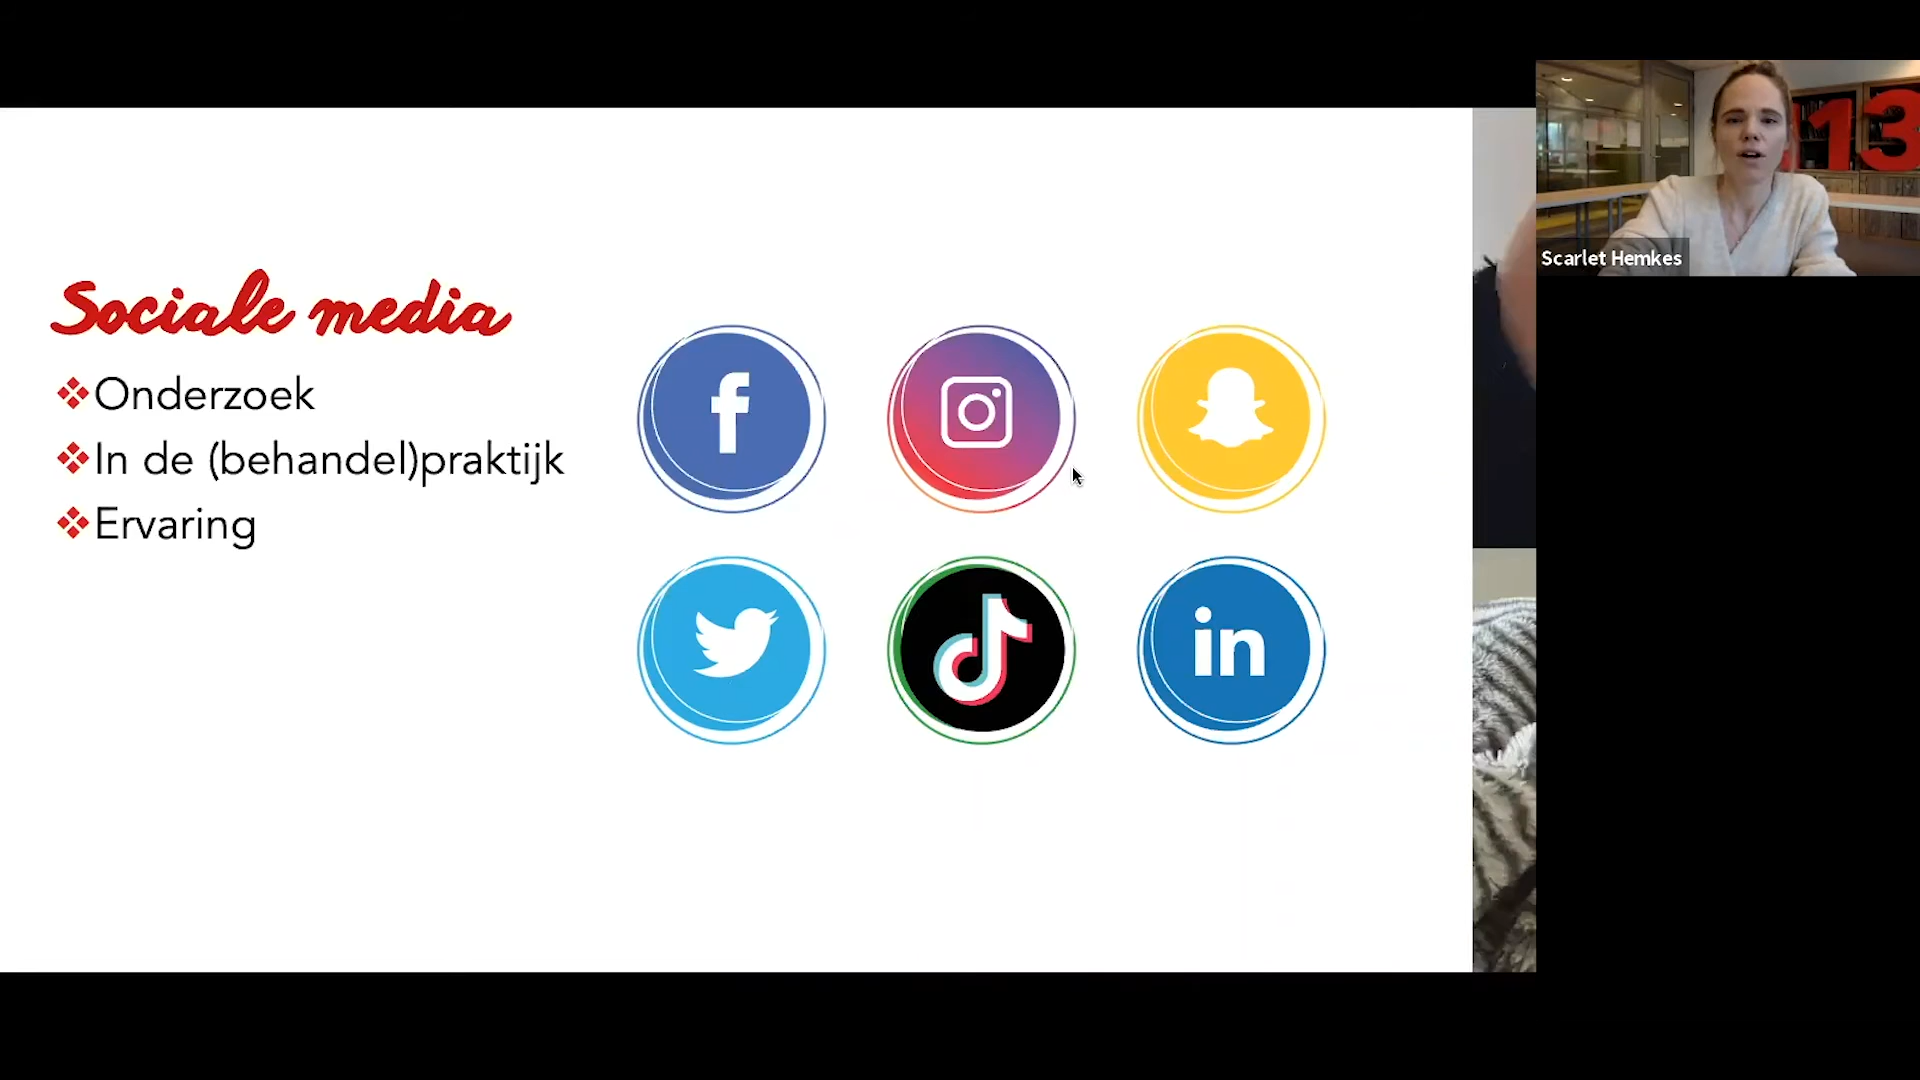 Sociale media
Onderzoek
In de (behandel)praktijk
Ervaring
f
in
13
Scarlet Hemkes